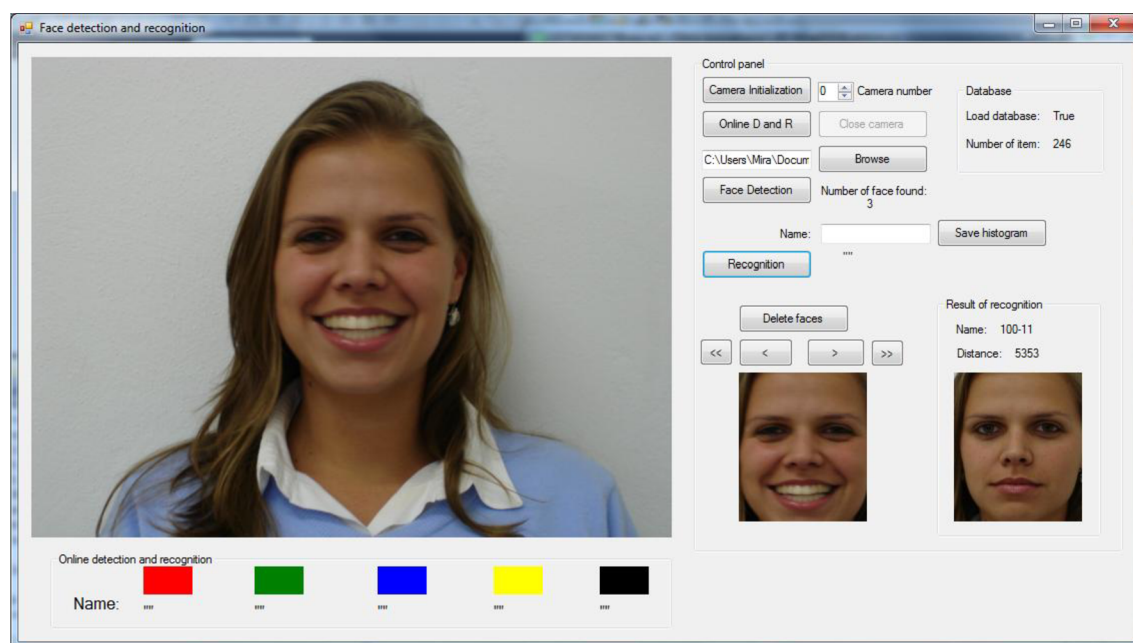 Face detection and recognition
Control panel
Camera Initialization 0 Camera number
Database
Online D and R Close camera
Load database: True
C:\Users\Mira\Docum Browse
Number of item: 246
Face Detection Number of face found:
3
Name: Save histogram
Recognition ""
Delete faces
<< < > >>
Result of recognition
Name: 100-11
Distance: 5353
Online detection and recognition
Name: "" "" "" "" ""